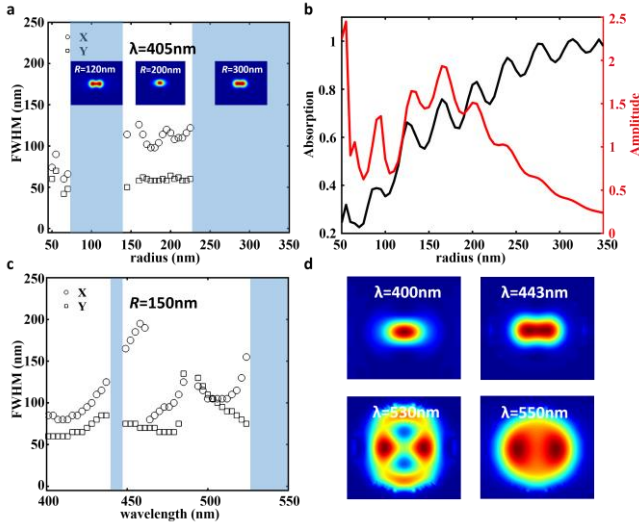 a
b
250
200
150
100
50
0
FWHM (nm)
X
Y
λ=405nm
R=120nm
R=200nm
R=300nm
50 100 150 200 250 300 350
radius (nm)
1
0.8
0.6
0.4
0.2
Absorption
2.5
2
1.5
1
0.5
0
Amplitude
50 100 150 200 250 300 350
radius (nm)
c
d
250
200
150
100
50
0
FWHM (nm)
X
Y
R=150nm
400 450 500 550
wavelength (nm)
λ=400nm
λ=443nm
λ=530nm
λ=550nm